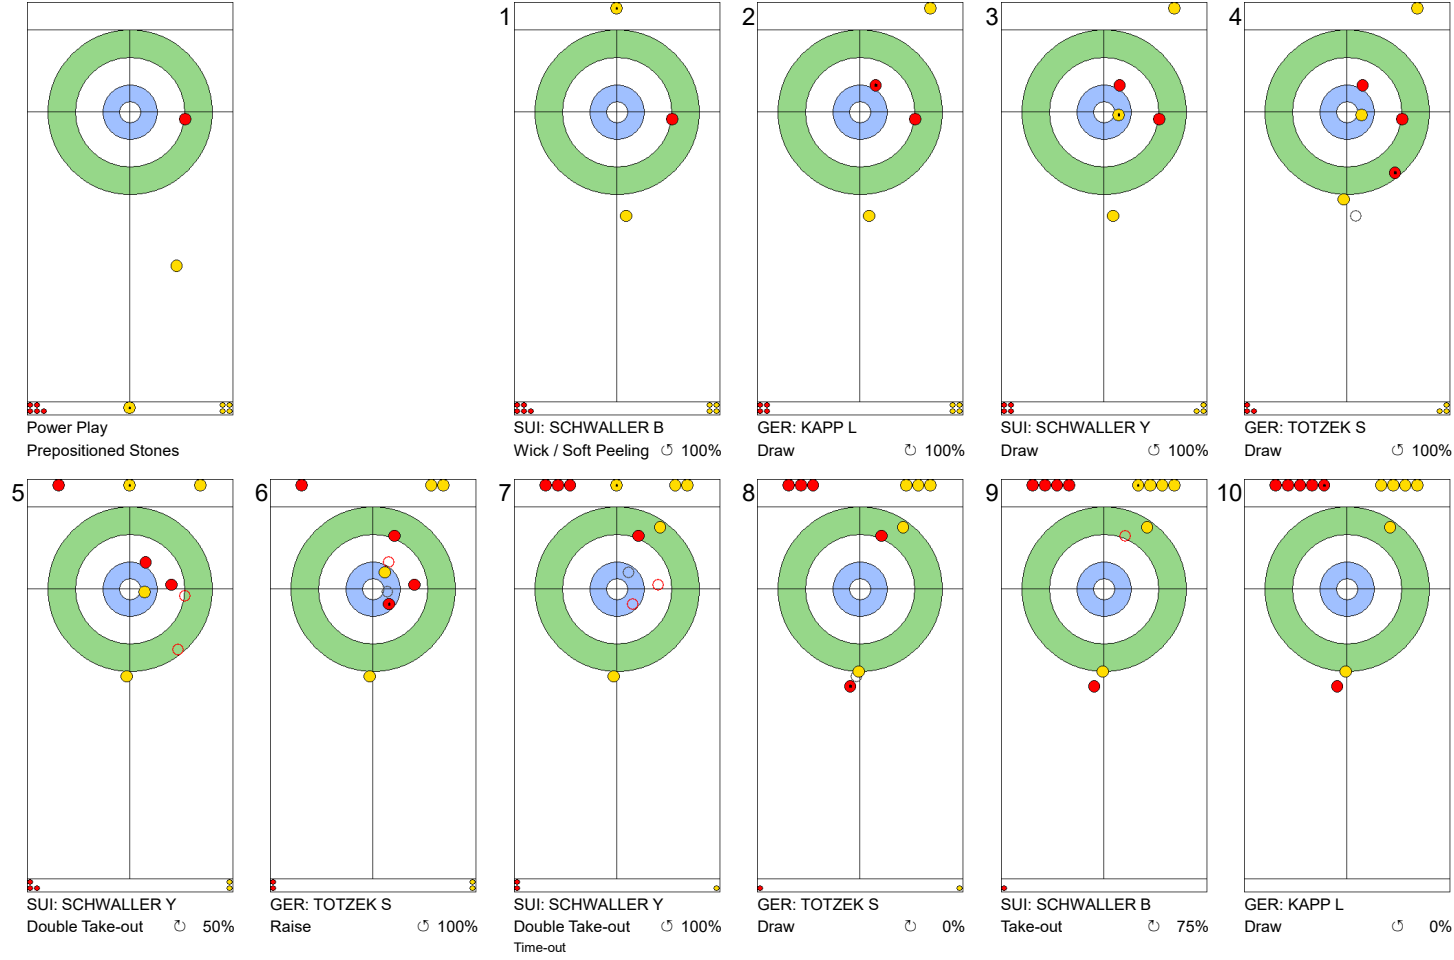 Power Play
Prepositioned Stones
1
SUI: SCHWALLER B
Wick / Soft Peeling 100%
2
GER: KAPP L
Draw 100%
3
SUI: SCHWALLER Y
Draw 100%
4
GER: TOTZEK S
Draw 100%
5
SUI: SCHWALLER Y
Double Take-out 50%
6
GER: TOTZEK S
Raise 100%
7
SUI: SCHWALLER Y
Double Take-out 100%
Time-out
8
GER: TOTZEK S
Draw 0%
9
SUI: SCHWALLER B
Take-out 75%
10
GER: KAPP L
Draw 0%